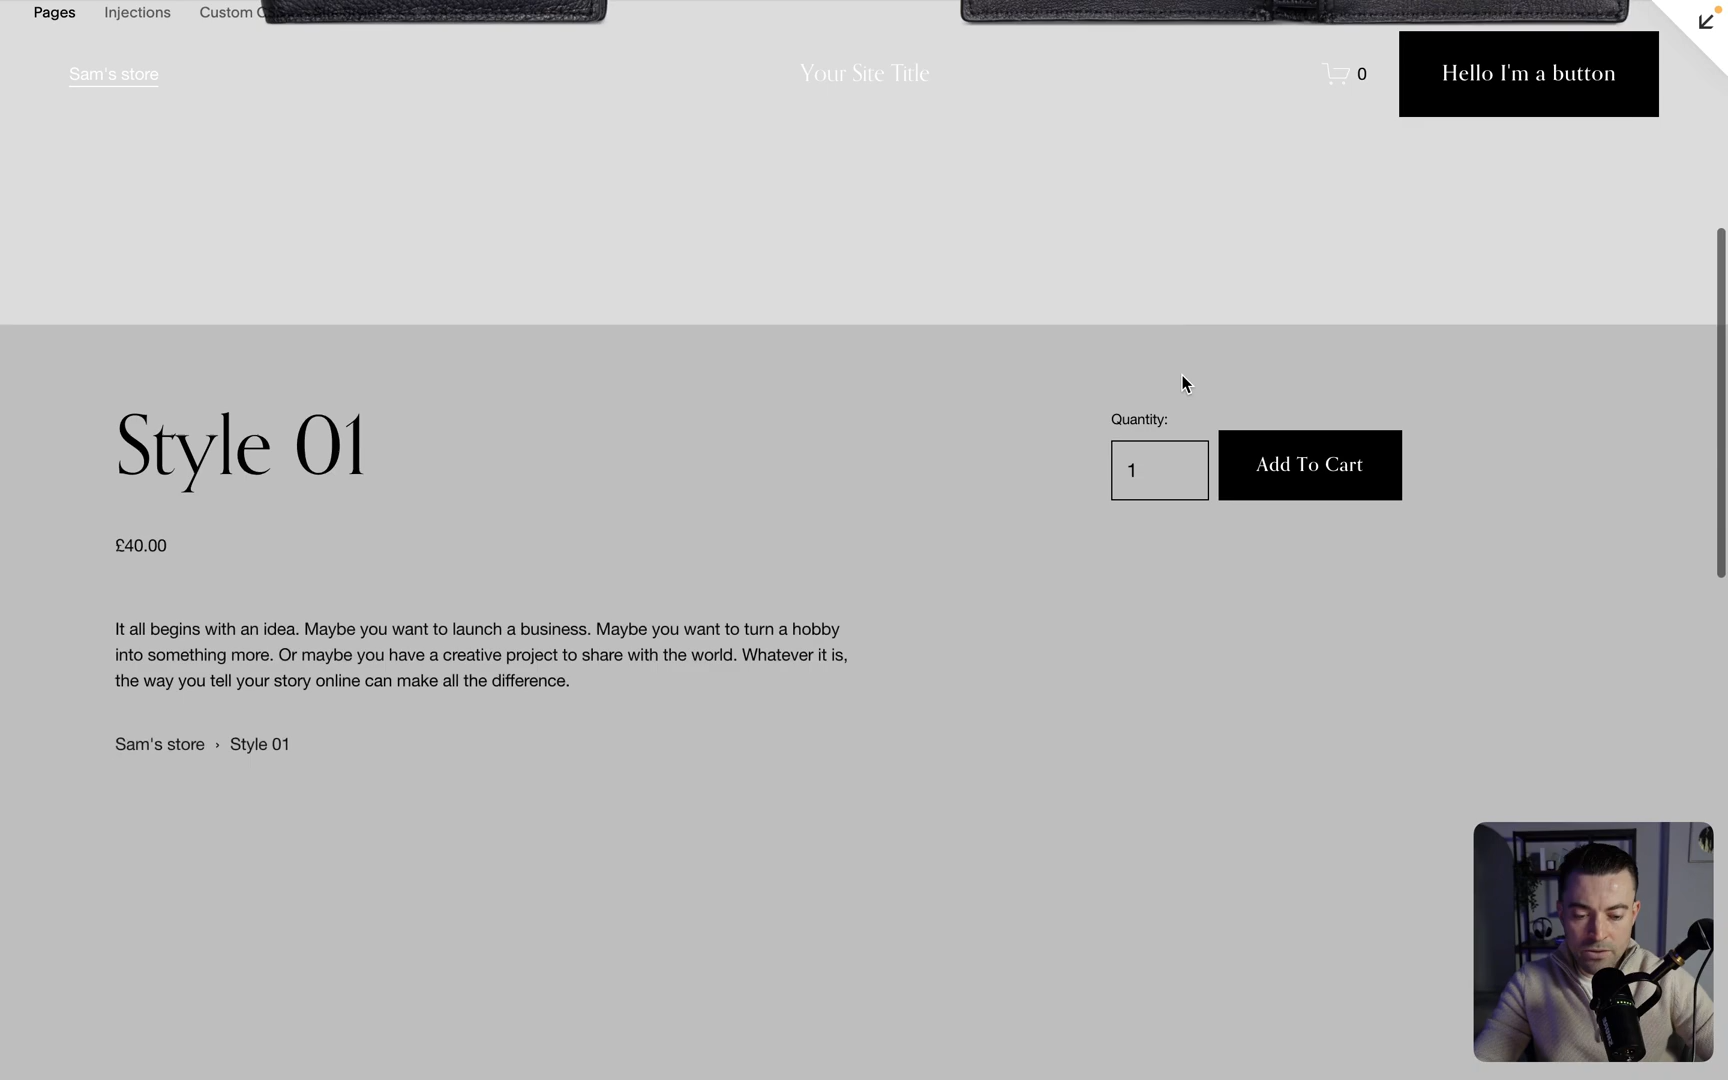 Pages Injections Custom
Sam's store
Your Site Title
0
Hello I'm a button
Style 01
Quantity:
1
Add To Cart
£40.00
It all begins with an idea. Maybe you want to launch a business. Maybe you want to turn a hobby
into something more. Or maybe you have a creative project to share with the world. Whatever it is,
the way you tell your story online can make all the difference.
Sam's store › Style 01